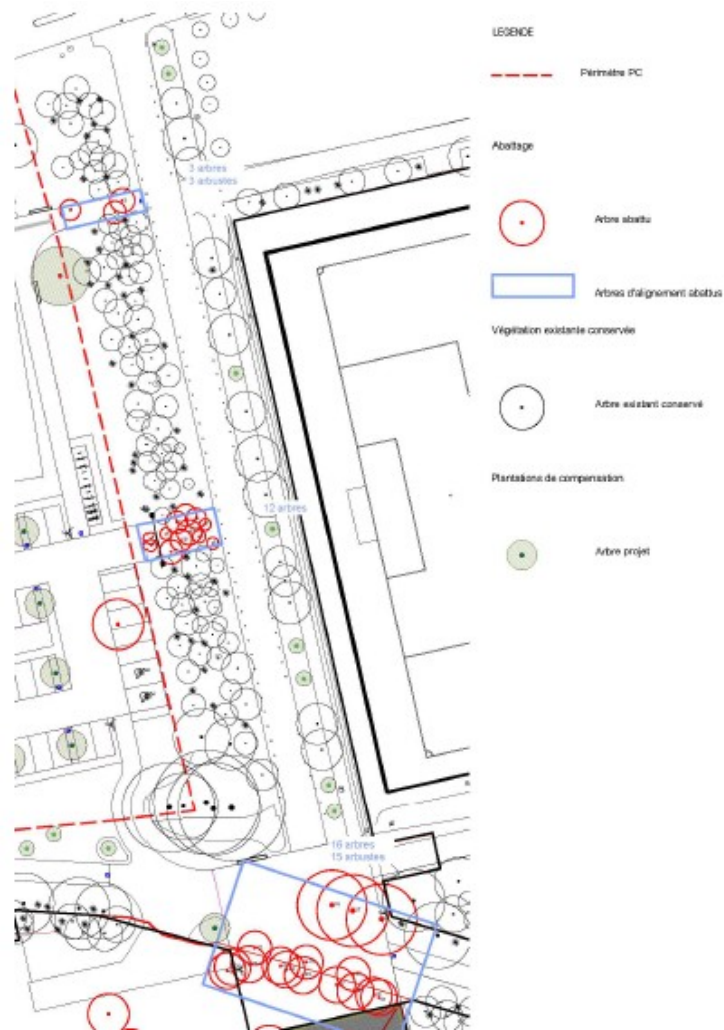 LEGENDE
Périmètre PC
Abattage
Arbre abattu
Arbres d'alignement abattus
Végétation existante conservée
Arbre existant conservé
Plantations de compensation
Arbre projet
3 arbres
3 arbustes
12 arbres
16 arbres
15 arbustes